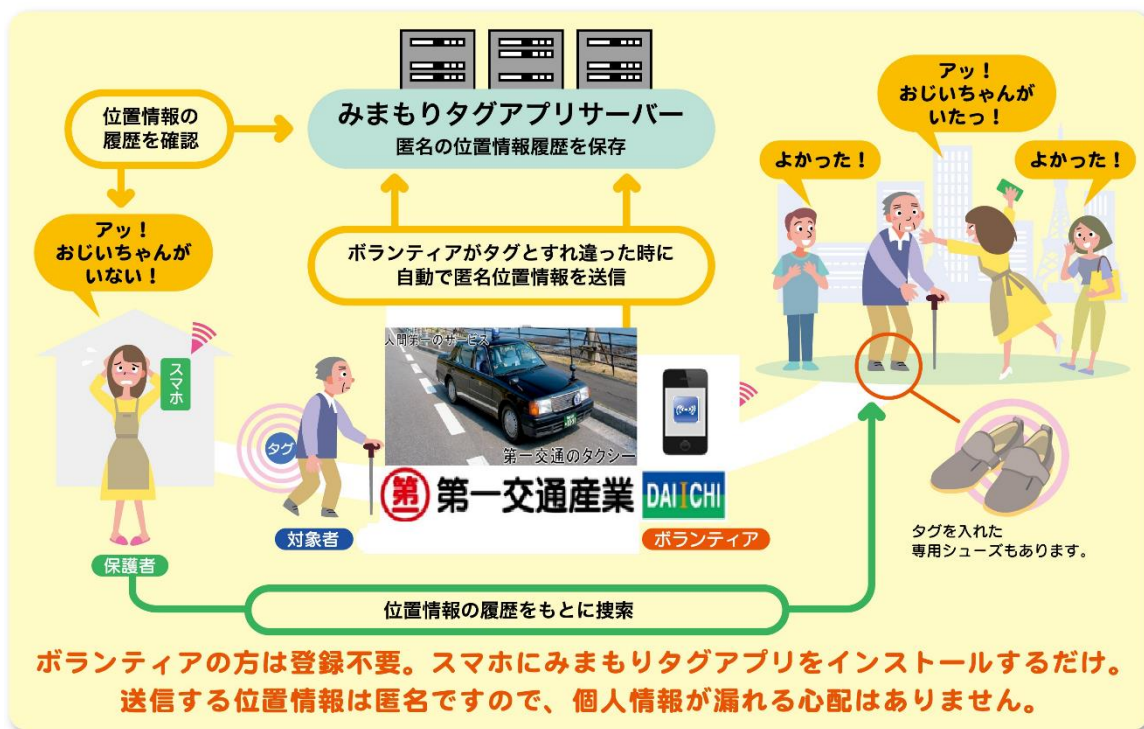 みまもりタグアプリサーバー
匿名の位置情報履歴を保存
位置情報の
履歴を確認
アッ！
おじいちゃんが
いない！
ボランティアがタグとすれ違った時に
自動で匿名位置情報を送信
アッ！
おじいちゃんが
いたっ！
よかった！
よかった！
スマホ
タグ
人間第一のサービス
第一交通のタクシー
第一
第一交通産業
DAIICHI
保護者
対象者
ボランティア
タグを入れた
専用シューズもあります。
位置情報の履歴をもとに捜索
ボランティアの方は登録不要。スマホにみまもりタグアプリをインストールするだけ。
送信する位置情報は匿名ですので、個人情報が漏れる心配はありません。